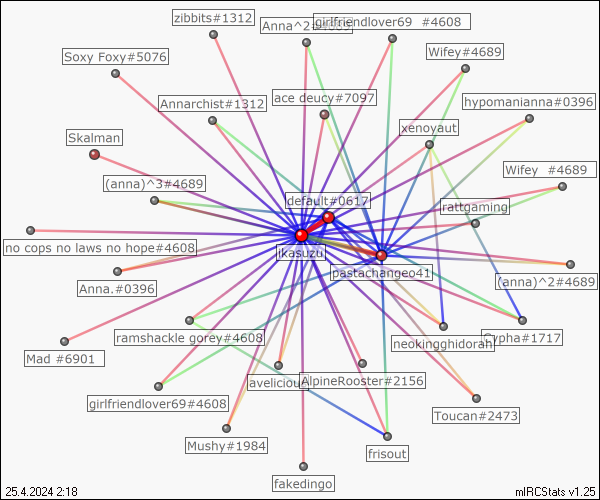 zibbits#1312
Anna^2#4689
girlfriendlover69 #4608
Soxy Foxy#5076
Wifey#4689
Annarchist#1312
ace deucy#7097
hypomanianna#0396
xenoyaut
Skalman
(anna)^3#4689
Wifey #4689
default#0617
rattgaming
no cops no laws no hope#4608
jkasuzu
pastachangeo41
Anna.#0396
(anna)^2#4689
ramshackle gorey#4608
neokingghidorah
Cypha#1717
Mad #6901
avelicious
AlpineRooster#2156
girlfriendlover69#4608
Toucan#2473
Mushy#1984
frisout
fakedingo
25.4.2024 2:18
mIRCStats v1.25